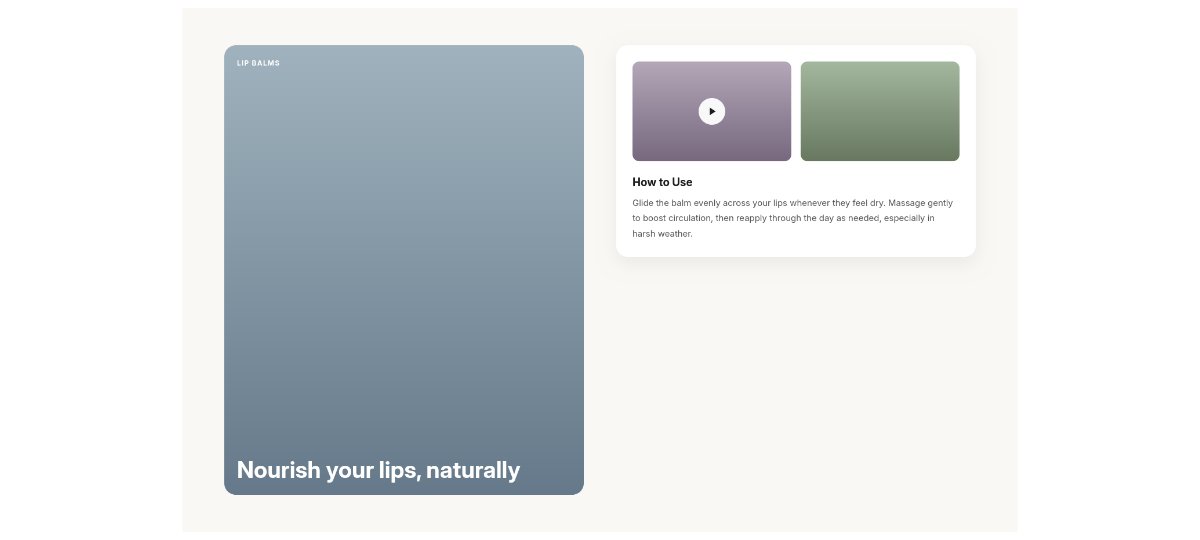 LIP BALMS
Nourish your lips, naturally
How to Use
Glide the balm evenly across your lips whenever they feel dry. Massage gently
to boost circulation, then reapply through the day as needed, especially in
harsh weather.